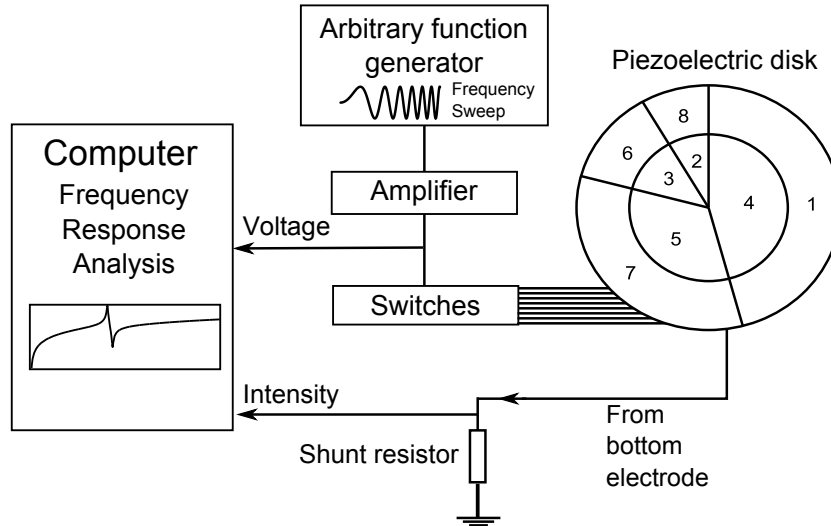 Arbitrary function
generator
Frequency
Sweep
Piezoelectric disk
Computer
Frequency
Response
Analysis
Amplifier
Voltage
Switches
8
6
2
3
4
1
5
7
Intensity
Shunt resistor
From
bottom
electrode